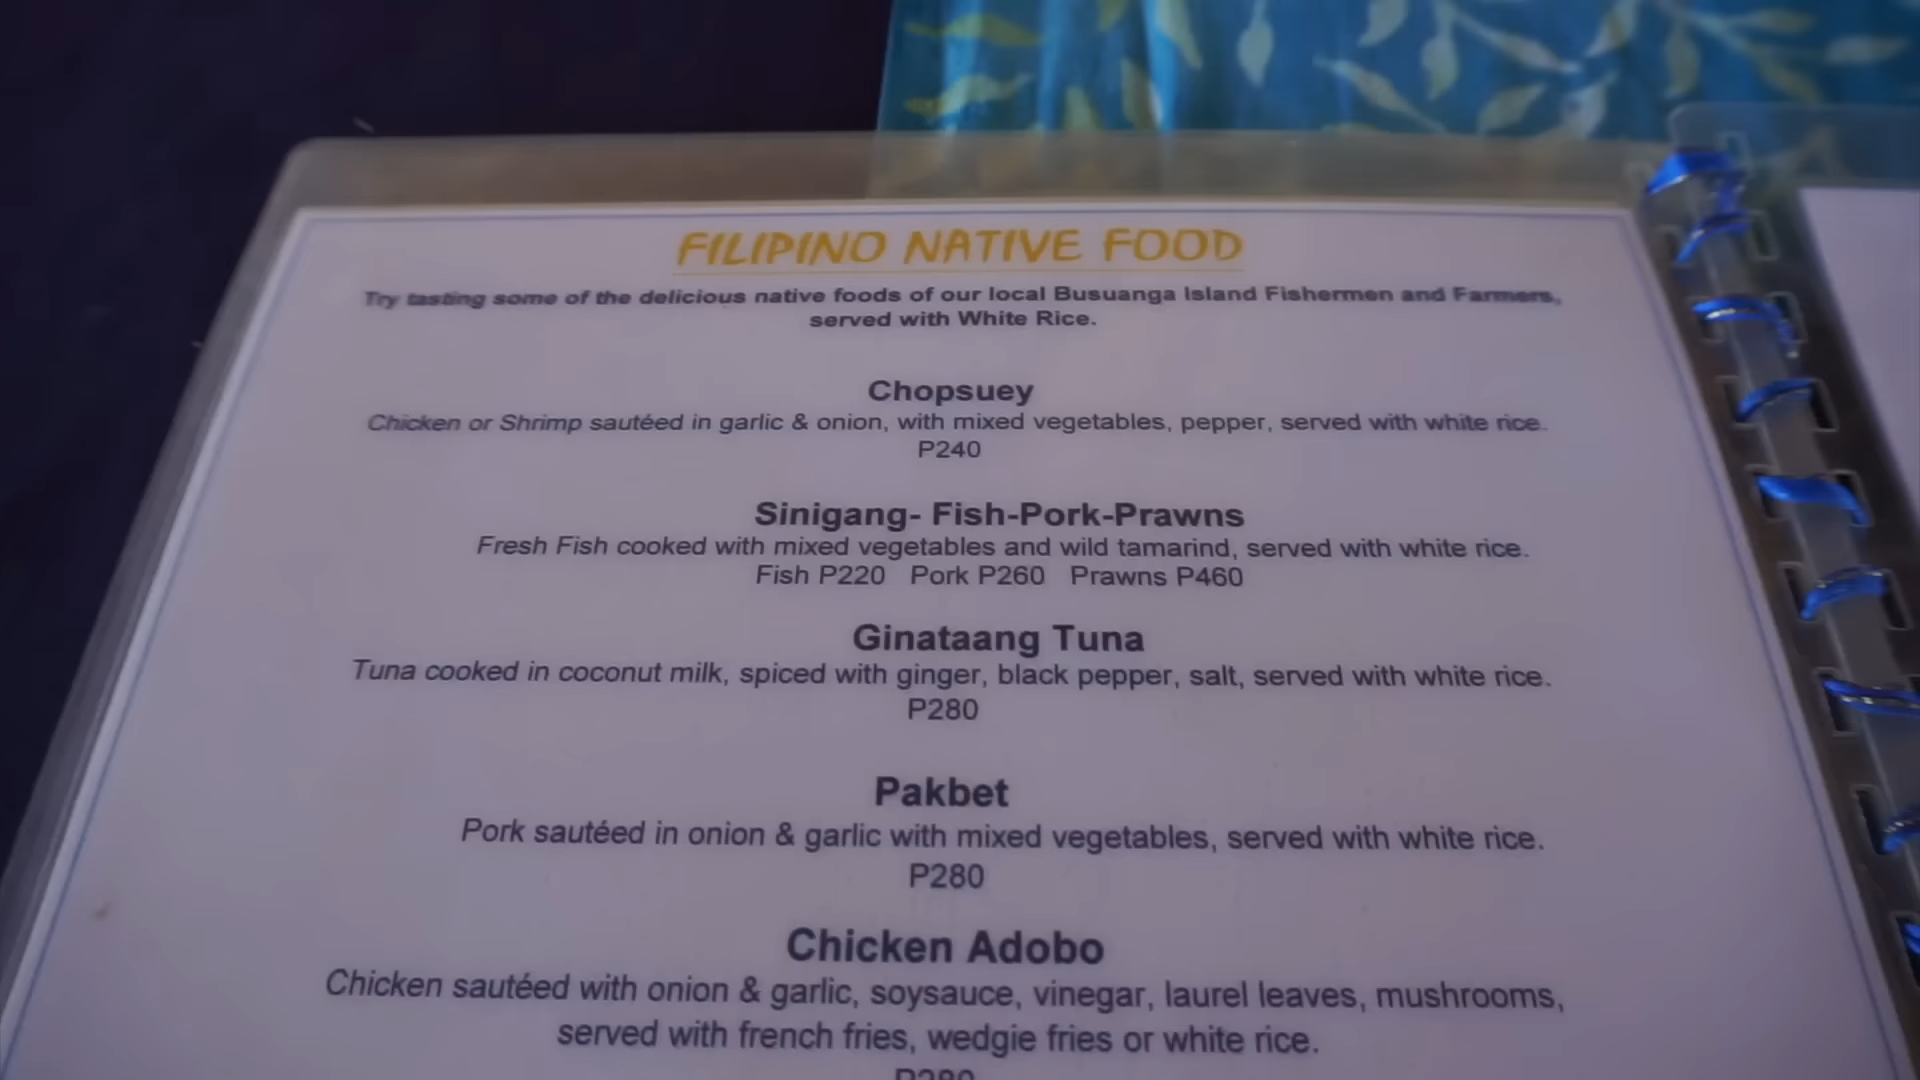 FILIPINO NATIVE FOOD
Try tasting some of the delicious native foods of our local Busuanga Island Fishermen and Farmers,
served with White Rice.
Chopsuey
Chicken or Shrimp sautéed in garlic & onion, with mixed vegetables, pepper, served with white rice.
P240
Sinigang- Fish-Pork-Prawns
Fresh Fish cooked with mixed vegetables and wild tamarind, served with white rice.
Fish P220 Pork P260 Prawns P460
Ginataang Tuna
Tuna cooked in coconut milk, spiced with ginger, black pepper, salt, served with white rice.
P280
Pakbet
Pork sautéed in onion & garlic with mixed vegetables, served with white rice.
P280
Chicken Adobo
Chicken sautéed with onion & garlic, soysauce, vinegar, laurel leaves, mushrooms,
served with french fries, wedgie fries or white rice.